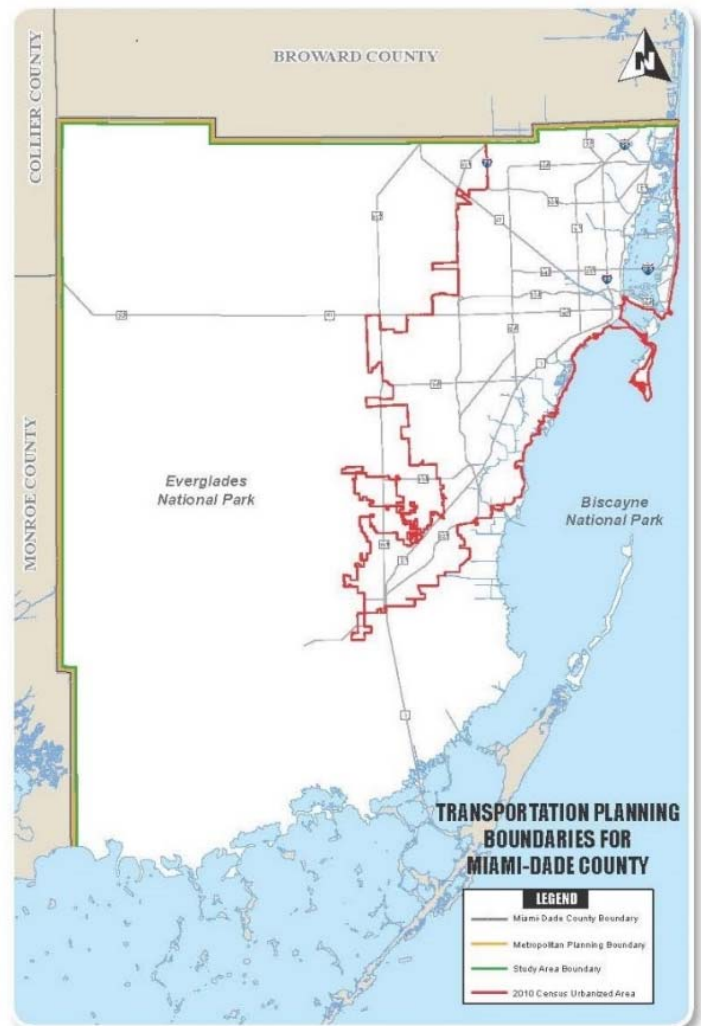 BROWARD COUNTY
N
COLLIER COUNTY
MONROE COUNTY
Everglades
National Park
Biscayne
National Park
TRANSPORTATION PLANNING
BOUNDARIES FOR
MIAMI-DADE COUNTY
LEGEND
Miami Dade County Boundary
Metropolitan Planning Boundary
Study Area Boundary
2010 Census Urbanized Area